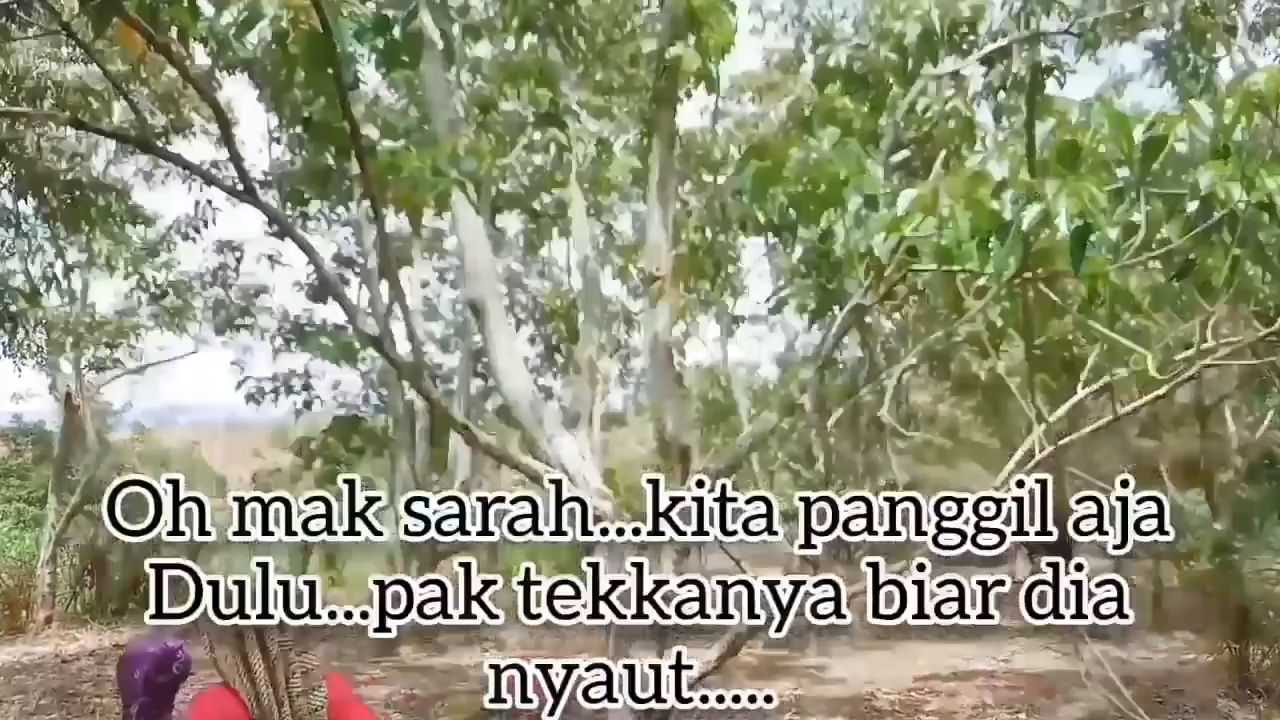 Oh mak sarah...kita panggil aja
Dulu...pak tekkanya biar dia
nyaut.....